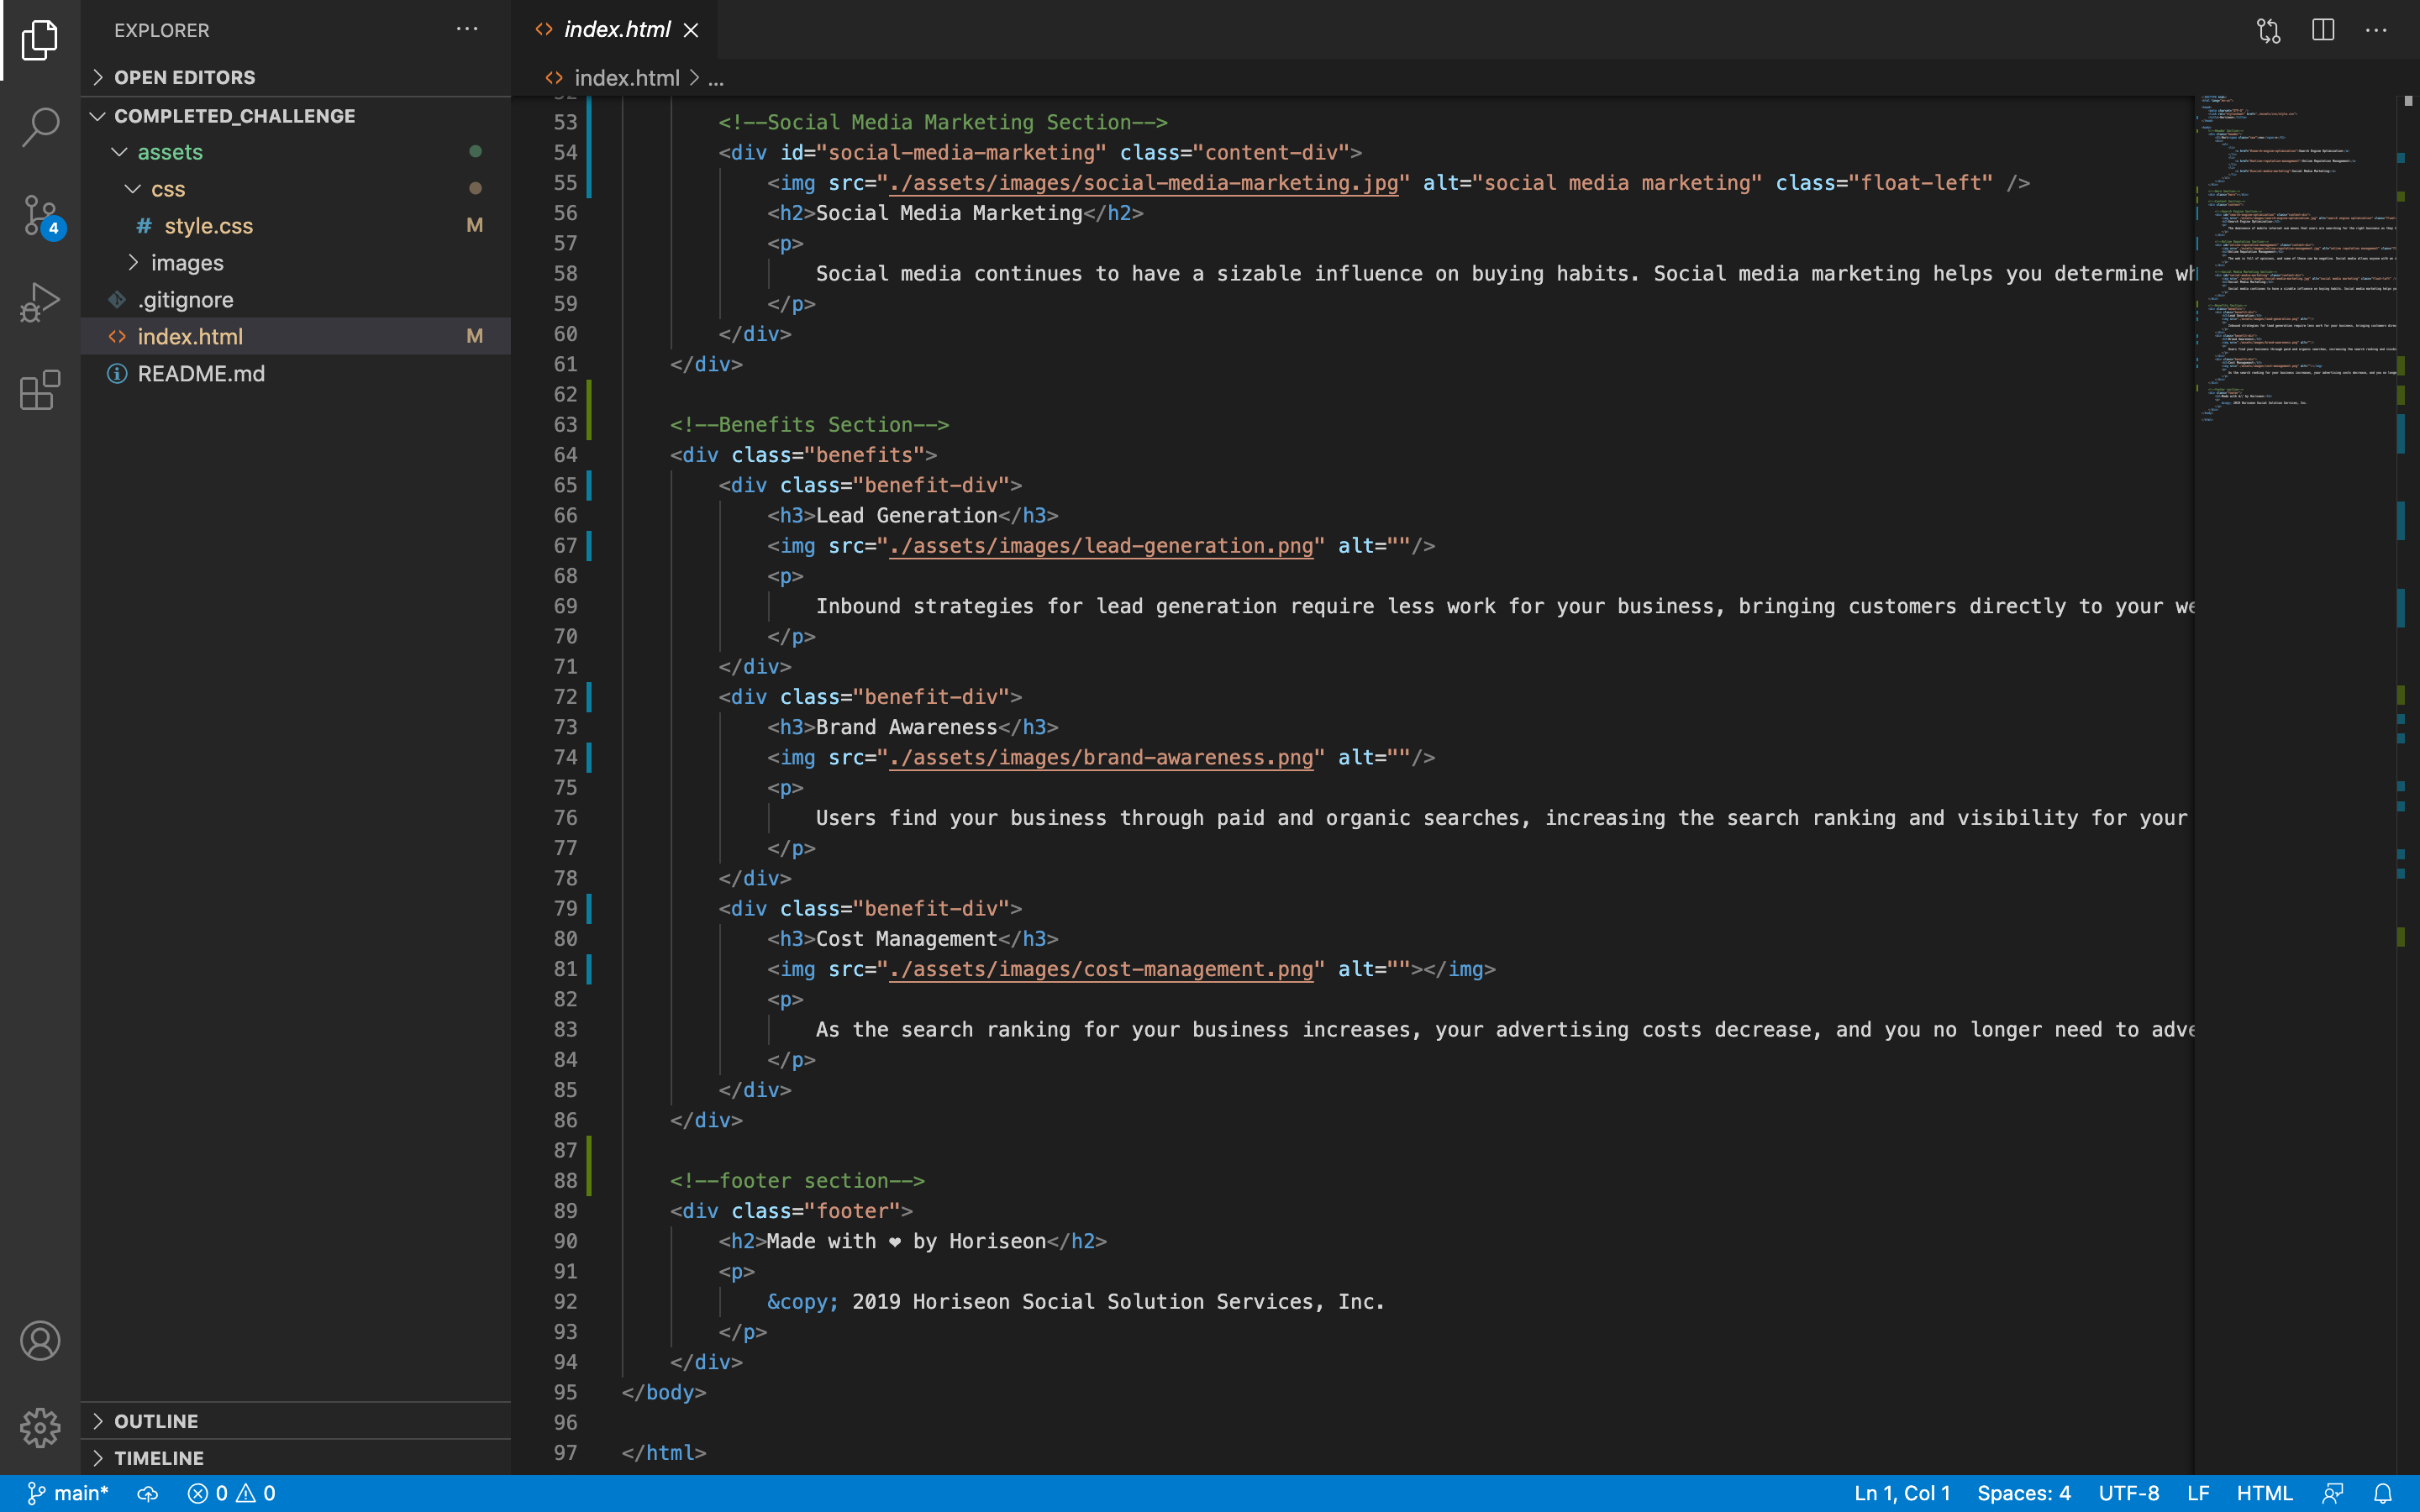 EXPLORER
OPEN EDITORS
COMPLETED_CHALLENGE
assets
css
# style.css M
images
.gitignore
index.html M
README.md
OUTLINE
TIMELINE
4
index.html
index.html > ...
53 <!--Social Media Marketing Section-->
54 <div id="social-media-marketing" class="content-div">
55 <img src="./assets/images/social-media-marketing.jpg" alt="social media marketing" class="float-left" />
56 <h2>Social Media Marketing</h2>
57 <p>
58 Social media continues to have a sizable influence on buying habits. Social media marketing helps you determine wh
59 </p>
60 </div>
61 </div>
62
63 <!--Benefits Section-->
64 <div class="benefits">
65 <div class="benefit-div">
66 <h3>Lead Generation</h3>
67 <img src="./assets/images/lead-generation.png" alt=""/>
68 <p>
69 Inbound strategies for lead generation require less work for your business, bringing customers directly to your we
70 </p>
71 </div>
72 <div class="benefit-div">
73 <h3>Brand Awareness</h3>
74 <img src="./assets/images/brand-awareness.png" alt=""/>
75 <p>
76 Users find your business through paid and organic searches, increasing the search ranking and visibility for your
77 </p>
78 </div>
79 <div class="benefit-div">
80 <h3>Cost Management</h3>
81 <img src="./assets/images/cost-management.png" alt=""></img>
82 <p>
83 As the search ranking for your business increases, your advertising costs decrease, and you no longer need to adve
84 </p>
85 </div>
86 </div>
87
88 <!--footer section-->
89 <div class="footer">
90 <h2>Made with ❤ by Horiseon</h2>
91 <p>
92 &copy; 2019 Horiseon Social Solution Services, Inc.
93 </p>
94 </div>
95 </body>
96
97 </html>
main* 0 0 Ln 1, Col 1 Spaces: 4 UTF-8 LF HTML